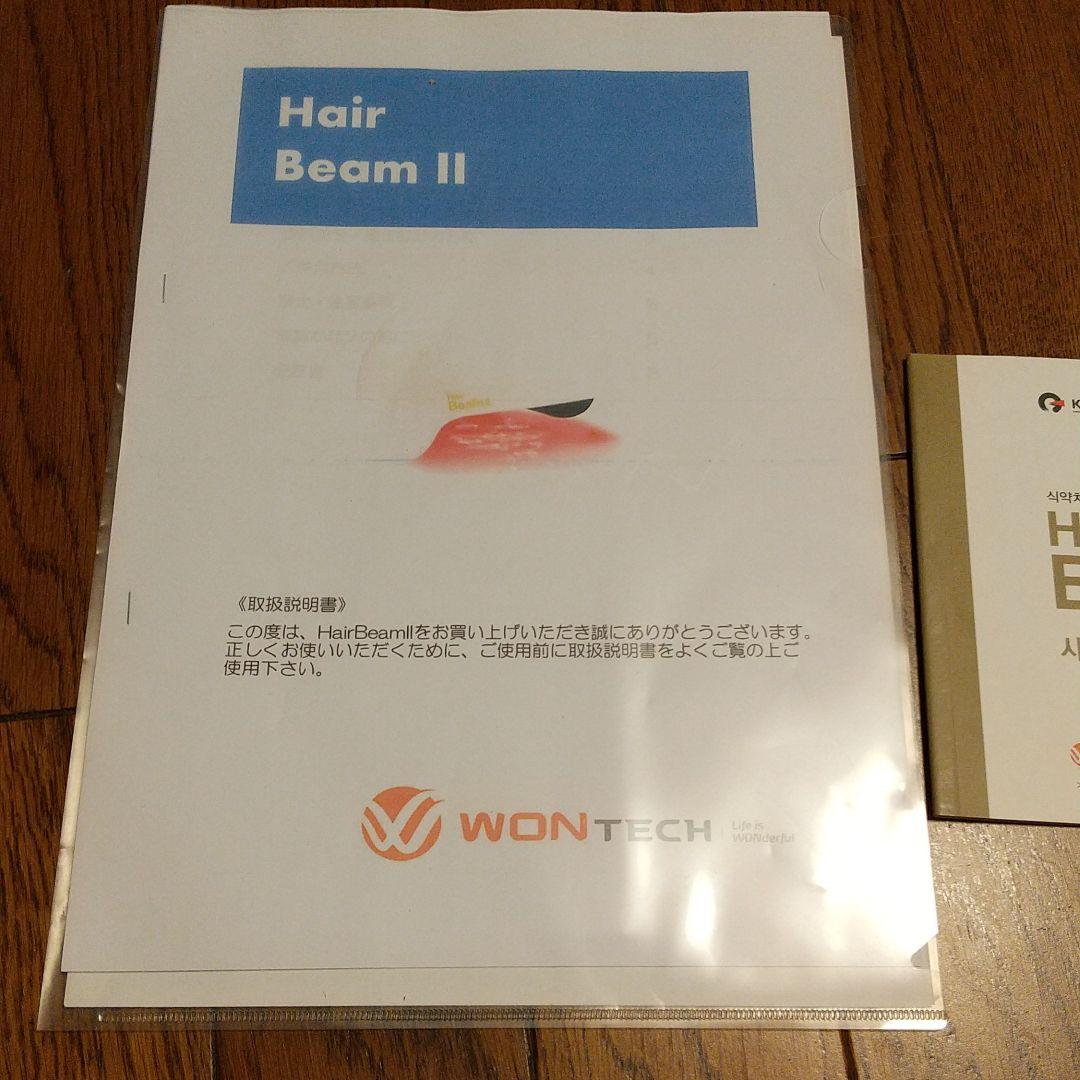 Hair
Beam II
Hair
《取扱説明書》
この度は、HairBeamIIをお買い上げいただき誠にありがとうございます。
正しくお使いいただくために、ご使用前に取扱説明書をよくご覧の上ご
使用下さい。
WONTECH
Life is
WONderful
K
식약처
H
사